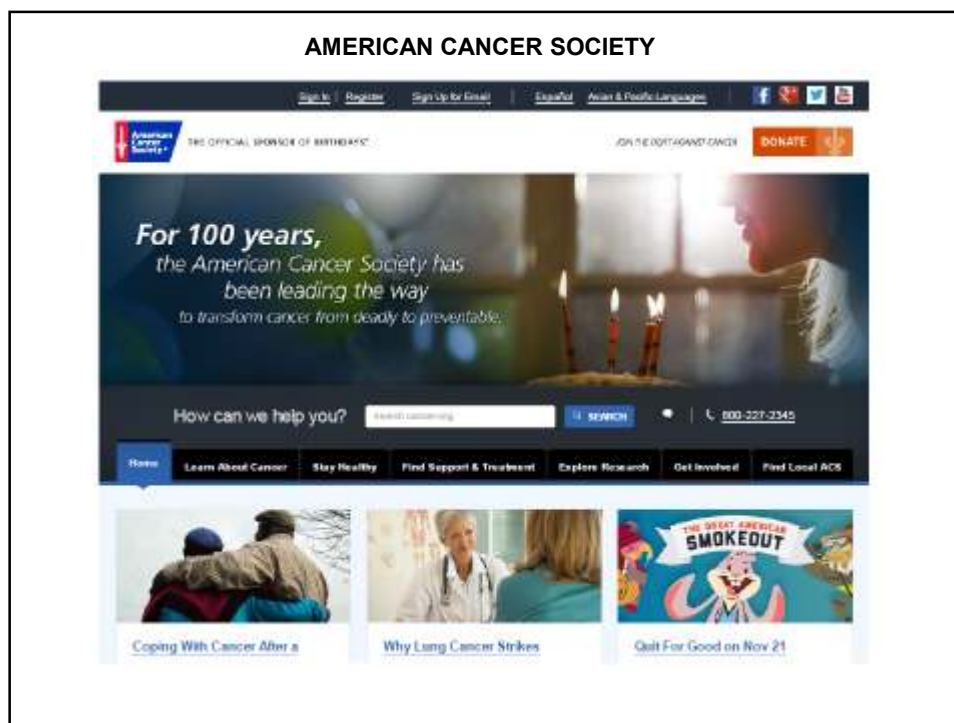 AMERICAN CANCER SOCIETY
Sign In | Register Sign Up for Email | Español Asian & Pacific Languages |
American
Cancer
Society
THE OFFICIAL SPONSOR OF BIRTHDAYS
JOIN THE FIGHT AGAINST CANCER
DONATE
For 100 years,
the American Cancer Society has
been leading the way
to transform cancer from deadly to preventable.
How can we help you? Search cancer.org SEARCH | 800-227-2345
Home Learn About Cancer Stay Healthy Find Support & Treatment Explore Research Get Involved Find Local ACS
THE GREAT AMERICAN
SMOKEOUT
Coping With Cancer After a
Why Lung Cancer Strikes
Quit For Good on Nov 21